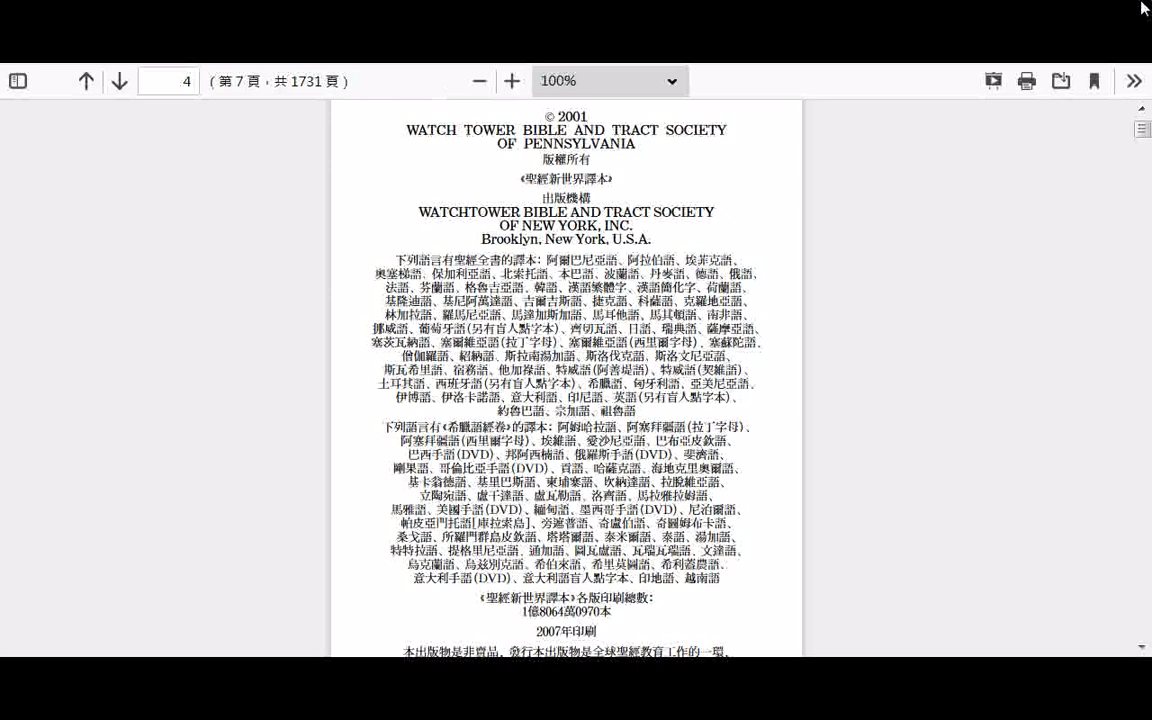 4 (第 7 頁，共 1731 頁) 100%
© 2001
WATCH TOWER BIBLE AND TRACT SOCIETY
OF PENNSYLVANIA
版權所有
《聖經新世界譯本》
出版機構
WATCHTOWER BIBLE AND TRACT SOCIETY
OF NEW YORK, INC.
Brooklyn, New York, U.S.A.
下列語言有聖經全書的譯本：阿爾巴尼亞語、阿拉伯語、埃菲克語、
奧塞梯語、保加利亞語、北索托語、本巴語、波蘭語、丹麥語、德語、俄語、
法語、芬蘭語、格魯吉亞語、韓語、漢語繁體字、漢語簡化字、荷蘭語、
基隆迪語、基尼阿萬達語、吉爾吉斯語、捷克語、科薩語、克羅地亞語、
林加拉語、羅馬尼亞語、馬達加斯加語、馬耳他語、馬其頓語、南非語、
挪威語、葡萄牙語(另有盲人點字本)、齊切瓦語、日語、瑞典語、薩摩亞語、
塞茨瓦納語、塞爾維亞語(拉丁字母)、塞爾維亞語(西里爾字母)、塞蘇陀語、
僧伽羅語、紹納語、斯拉南湯加語、斯洛伐克語、斯洛文尼亞語、
斯瓦希里語、宿務語、他加祿語、特威語(阿善堤語)、特威語(契維語)、
土耳其語、西班牙語(另有盲人點字本)、希臘語、匈牙利語、亞美尼亞語、
伊博語、伊洛卡諾語、意大利語、印尼語、英語(另有盲人點字本)、
約魯巴語、宗加語、祖魯語
下列語言有《希臘語經卷》的譯本：阿姆哈拉語、阿塞拜疆語(拉丁字母)、
阿塞拜疆語(西里爾字母)、埃維語、愛沙尼亞語、巴布亞皮欽語、
巴西手語(DVD)、邦阿西楠語、俄羅斯手語(DVD)、斐濟語、
剛果語、哥倫比亞手語(DVD)、貢語、哈薩克語、海地克里奧爾語、
基卡翁德語、基里巴斯語、柬埔寨語、坎納達語、拉脫維亞語、
立陶宛語、盧干達語、盧瓦勒語、洛齊語、馬拉雅拉姆語、
馬雅語、美國手語(DVD)、緬甸語、墨西哥手語(DVD)、尼泊爾語、
帕皮亞門托語[庫拉索島]、旁遮普語、奇盧伯語、奇圖姆布卡語、
桑戈語、所羅門群島皮欽語、塔塔爾語、泰米爾語、泰語、湯加語、
特特拉語、提格里尼亞語、通加語、圖瓦盧語、瓦瑞瓦瑞語、文達語、
烏克蘭語、烏茲別克語、希伯來語、希里莫圖語、希利蓋農語、
意大利手語(DVD)、意大利語盲人點字本、印地語、越南語
《聖經新世界譯本》各版印刷總數：
1億8064萬0970本
2007年印刷
本出版物是非賣品，發行本出版物是全球聖經教育工作的一環，